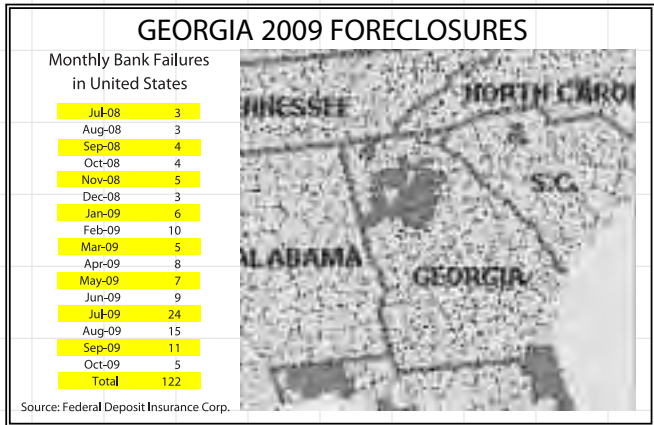 GEORGIA 2009 FORECLOSURES
Monthly Bank Failures
in United States
Jul-08 3
Aug-08 3
Sep-08 4
Oct-08 4
Nov-08 5
Dec-08 3
Jan-09 6
Feb-09 10
Mar-09 5
Apr-09 8
May-09 7
Jun-09 9
Jul-09 24
Aug-09 15
Sep-09 11
Oct-09 5
Total 122
Source: Federal Deposit Insurance Corp.
NNESSEE
NORTH CARO
S.C.
ALABAMA
GEORGIA